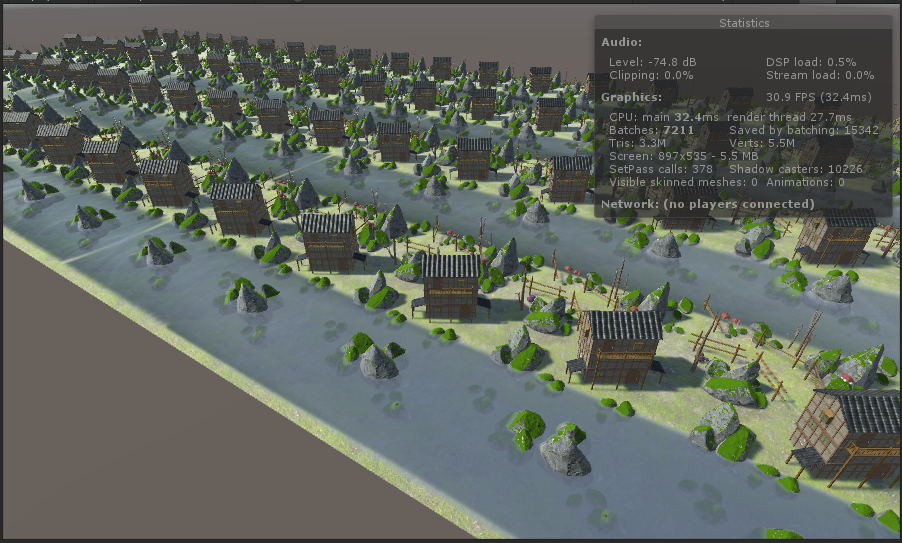 Statistics
Audio:
Level: -74.8 dB DSP load: 0.5%
Clipping: 0.0% Stream load: 0.0%
Graphics: 30.9 FPS (32.4ms)
CPU: main 32.4ms render thread 27.7ms
Batches: 7211 Saved by batching: 15342
Tris: 3.3M Verts: 5.5M
Screen: 897x535 - 5.5 MB
SetPass calls: 378 Shadow casters: 10226
Visible skinned meshes: 0 Animations: 0
Network: (no players connected)